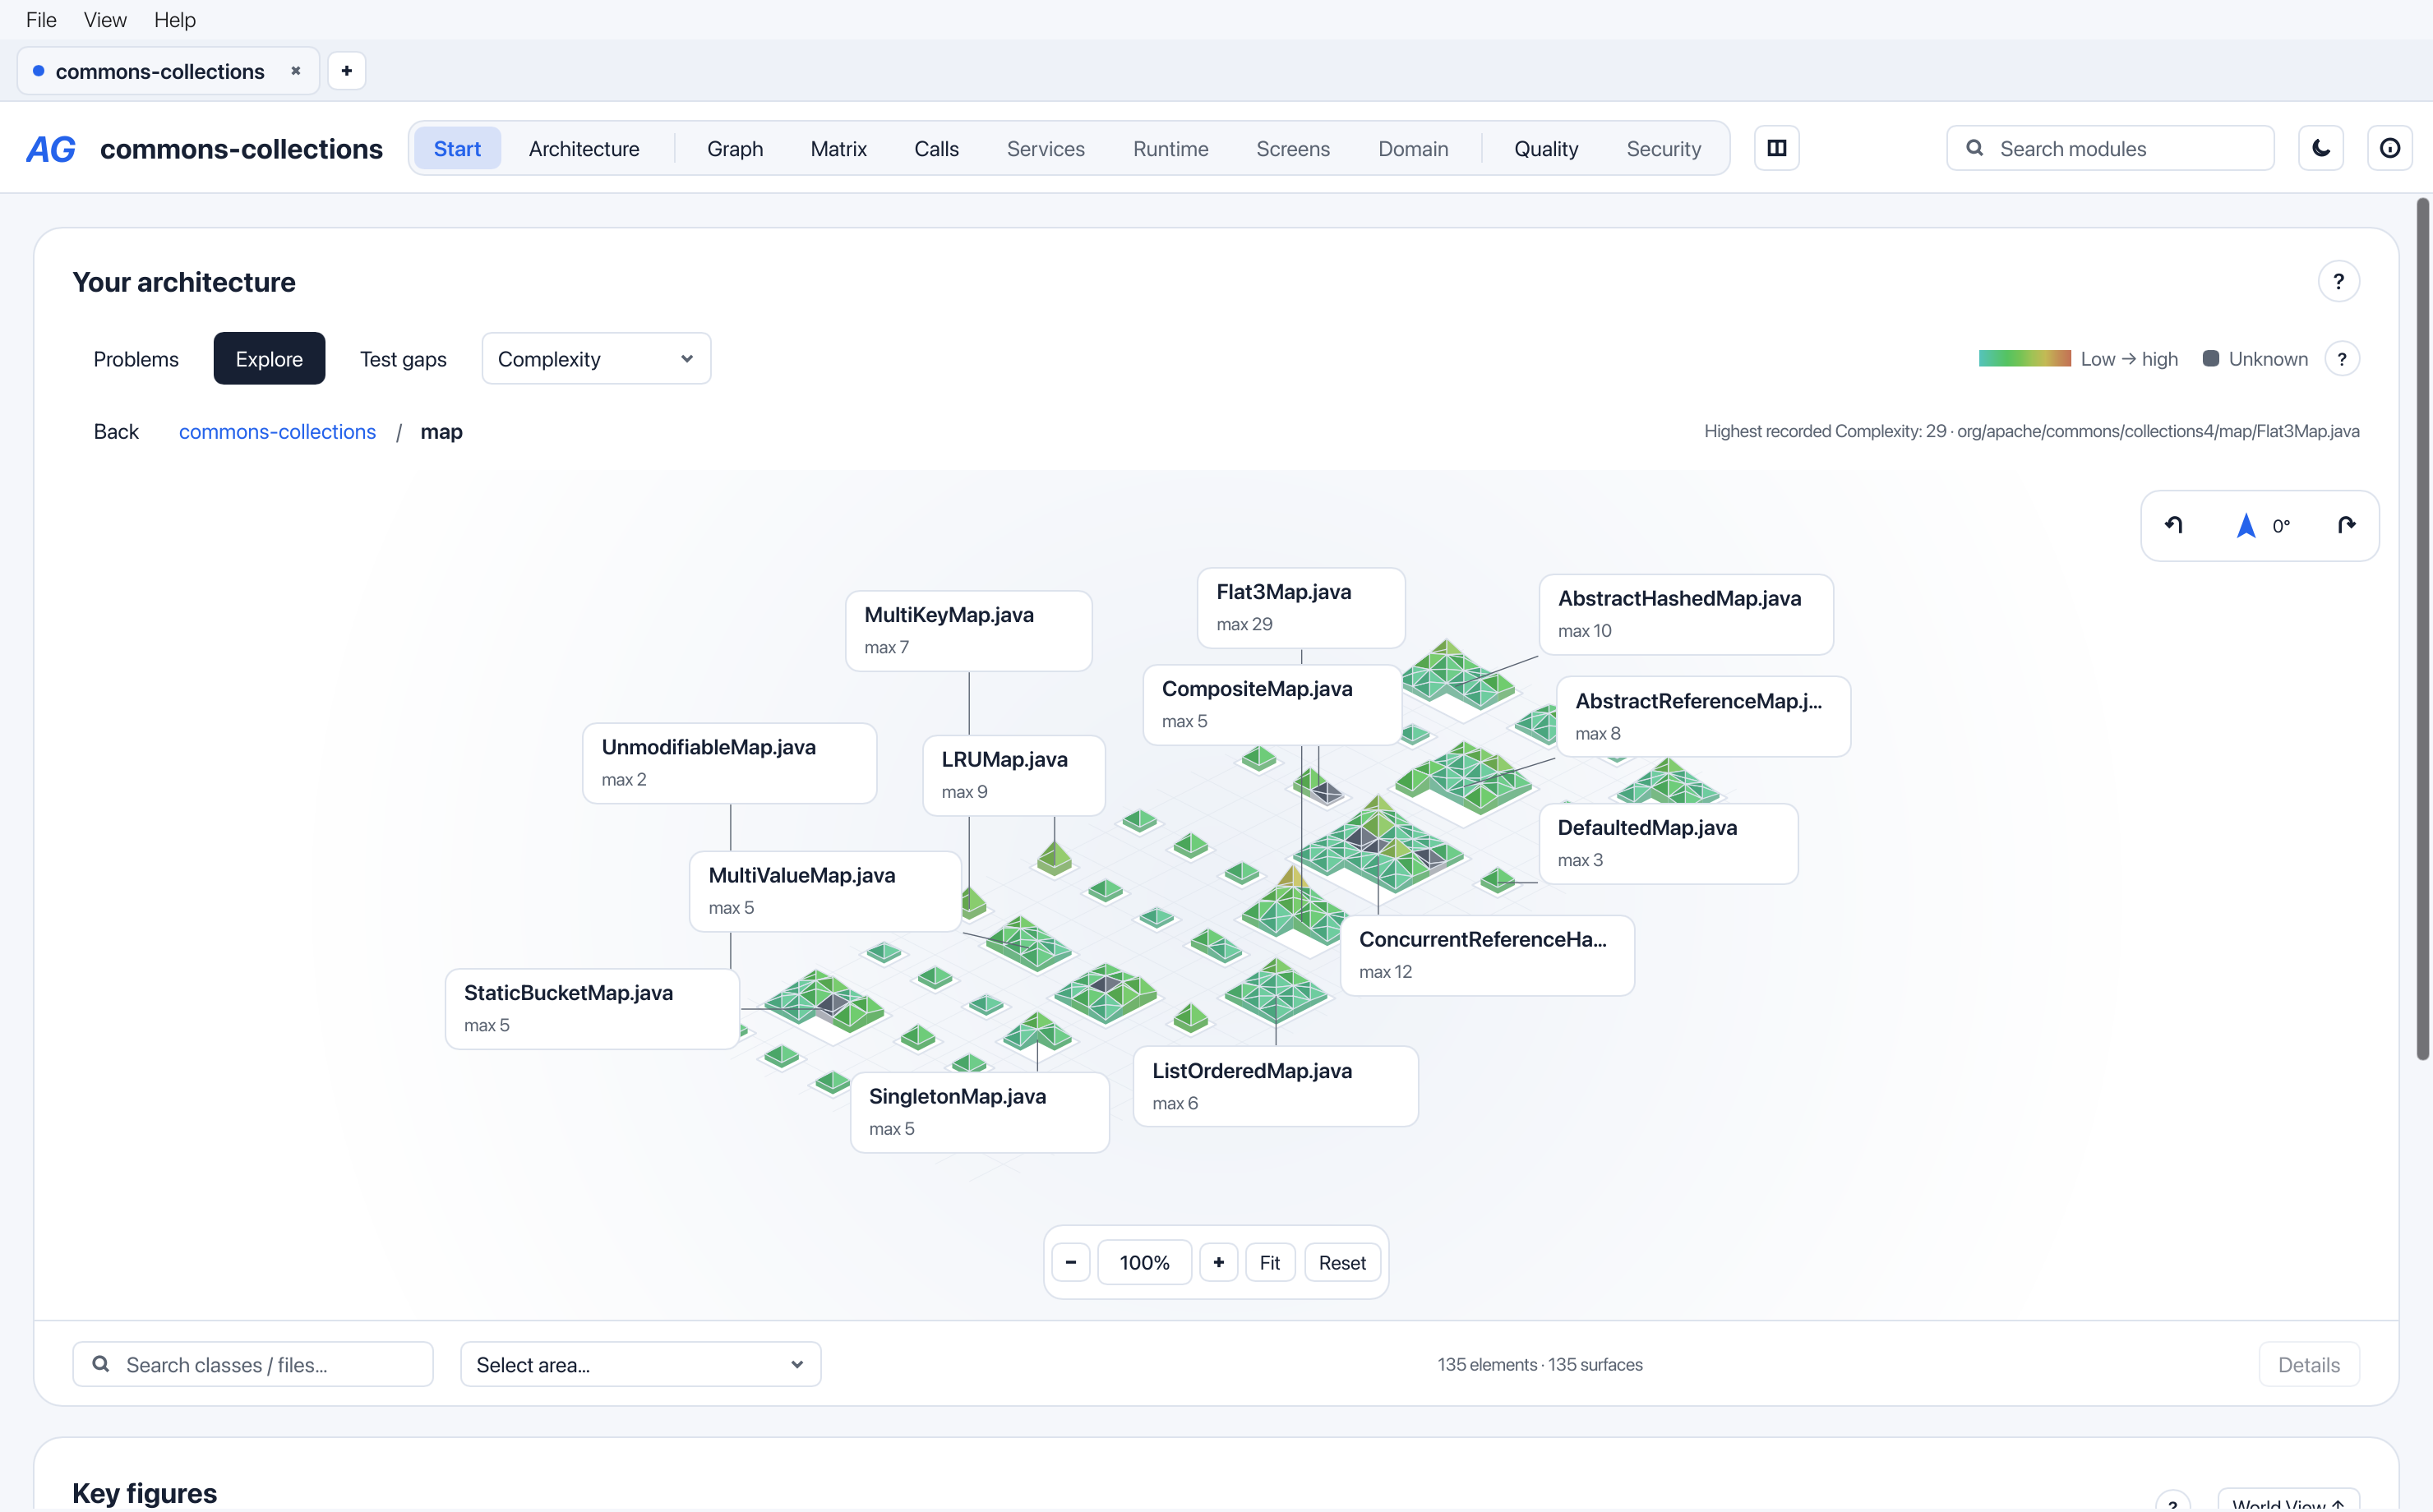 File View Help
commons-collections × +
AG commons-collections Start Architecture Graph Matrix Calls Services Runtime Screens Domain Quality Security Search modules
Your architecture ?
Problems Explore Test gaps Complexity Low → high Unknown ?
Back commons-collections / map Highest recorded Complexity: 29 · org/apache/commons/collections4/map/Flat3Map.java
0°
Flat3Map.java
max 29
AbstractHashedMap.java
max 10
MultiKeyMap.java
max 7
CompositeMap.java
max 5
AbstractReferenceMap.j...
max 8
UnmodifiableMap.java
max 2
LRUMap.java
max 9
DefaultedMap.java
max 3
MultiValueMap.java
max 5
ConcurrentReferenceHa...
max 12
StaticBucketMap.java
max 5
ListOrderedMap.java
max 6
SingletonMap.java
max 5
− 100% + Fit Reset
Search classes / files... Select area... 135 elements · 135 surfaces Details
Key figures ? World View ↑